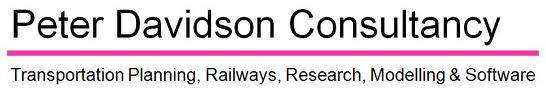 Peter Davidson Consultancy
Transportation Planning, Railways, Research, Modelling & Software